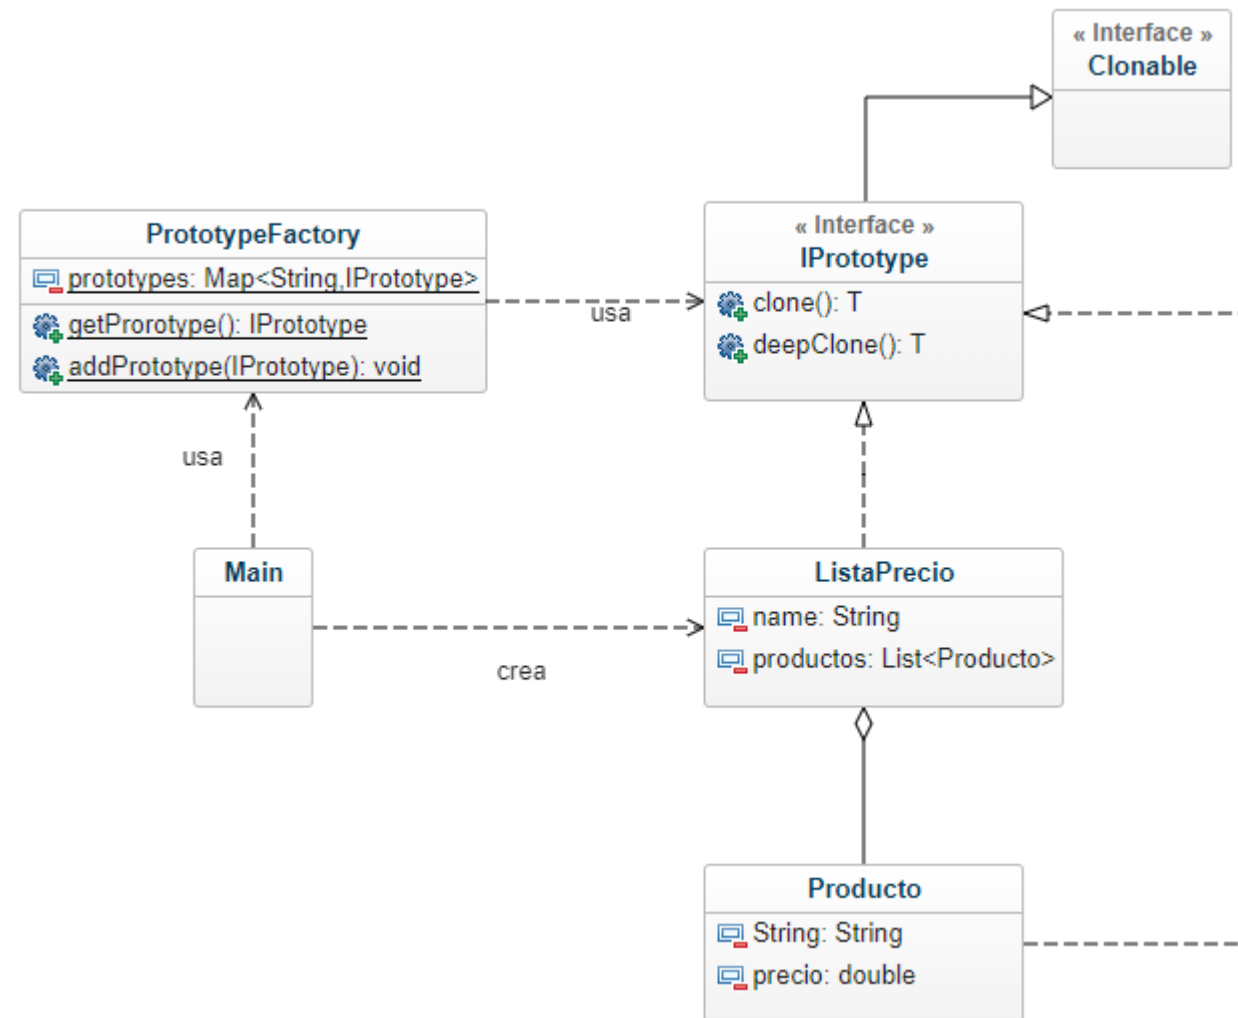 « Interface »
Clonable
PrototypeFactory
prototypes: Map<String,IPrototype>
getProrotype(): IPrototype
addPrototype(IPrototype): void
usa
« Interface »
IPrototype
clone(): T
deepClone(): T
usa
Main
crea
ListaPrecio
name: String
productos: List<Producto>
Producto
String: String
precio: double